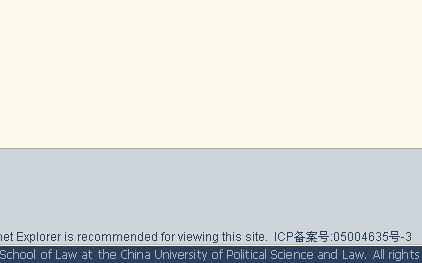 net Explorer is recommended for viewing this site. ICP备案号:05004635号-3
School of Law at the China University of Political Science and Law. All rights